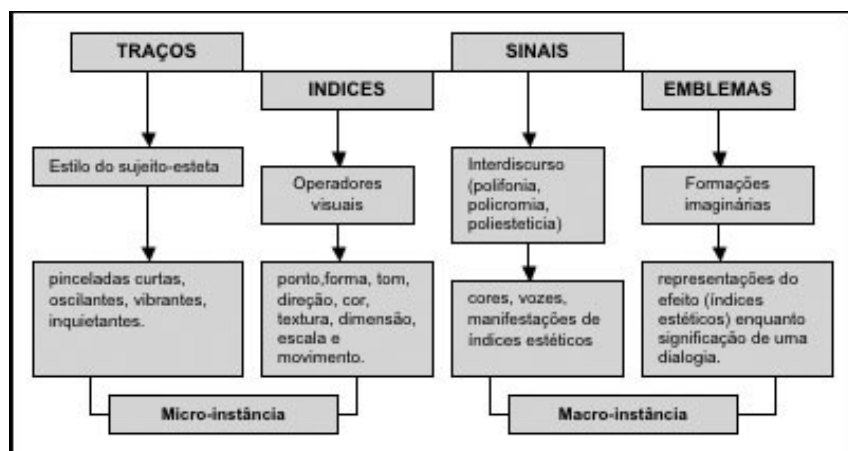 TRAÇOS
SINAIS
INDICES
EMBLEMAS
Estilo do sujeito-esteta
Operadores
visuais
Interdiscurso
(polifonia,
policromia,
poliesteticia)
Formações
imaginárias
pinceladas curtas,
oscilantes, vibrantes,
inquietantes.
ponto,forma, tom,
direção, cor,
textura, dimensão,
escala e
movimento.
cores, vozes,
manifestações de
índices estéticos
representações do
efeito (índices
estéticos) enquanto
significação de uma
dialogia.
Micro-instância
Macro-instância